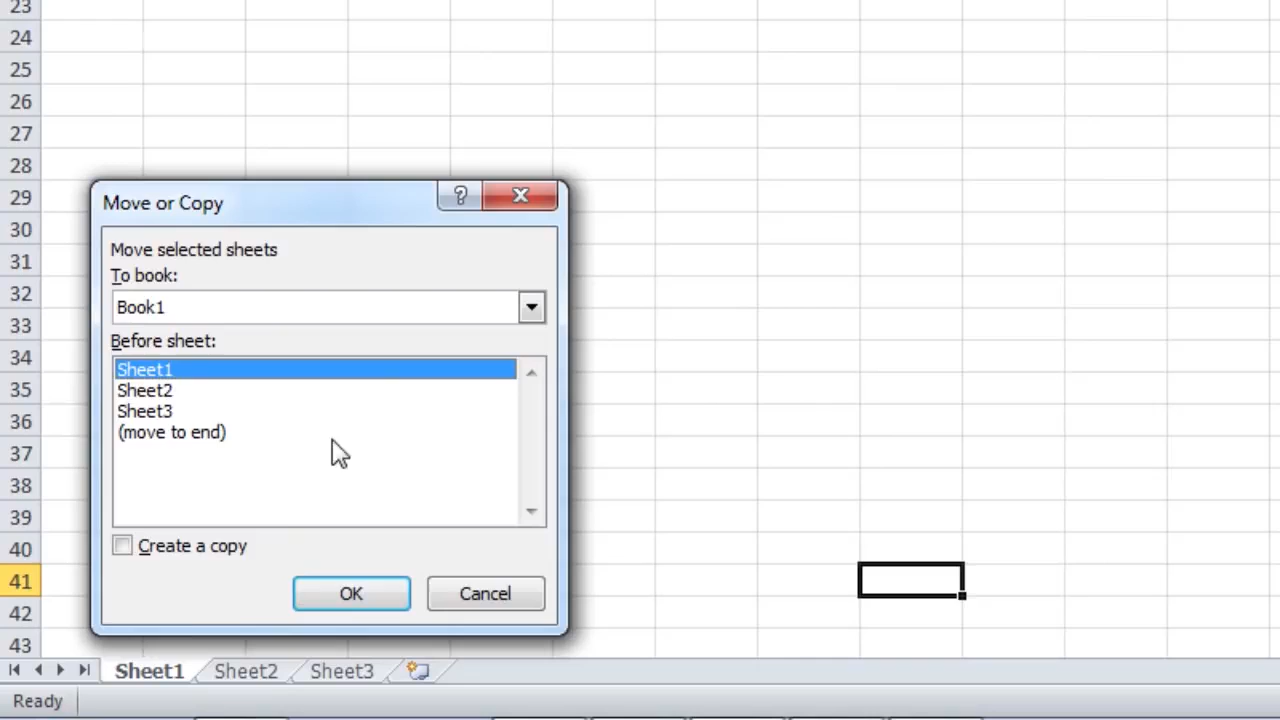 23
24
25
26
27
28
29
30
31
32
33
34
35
36
37
38
39
40
41
42
43
Move or Copy
?
Move selected sheets
To book:
Book1
Before sheet:
Sheet1
Sheet2
Sheet3
(move to end)
Create a copy
OK Cancel
Sheet1 Sheet2 Sheet3
Ready